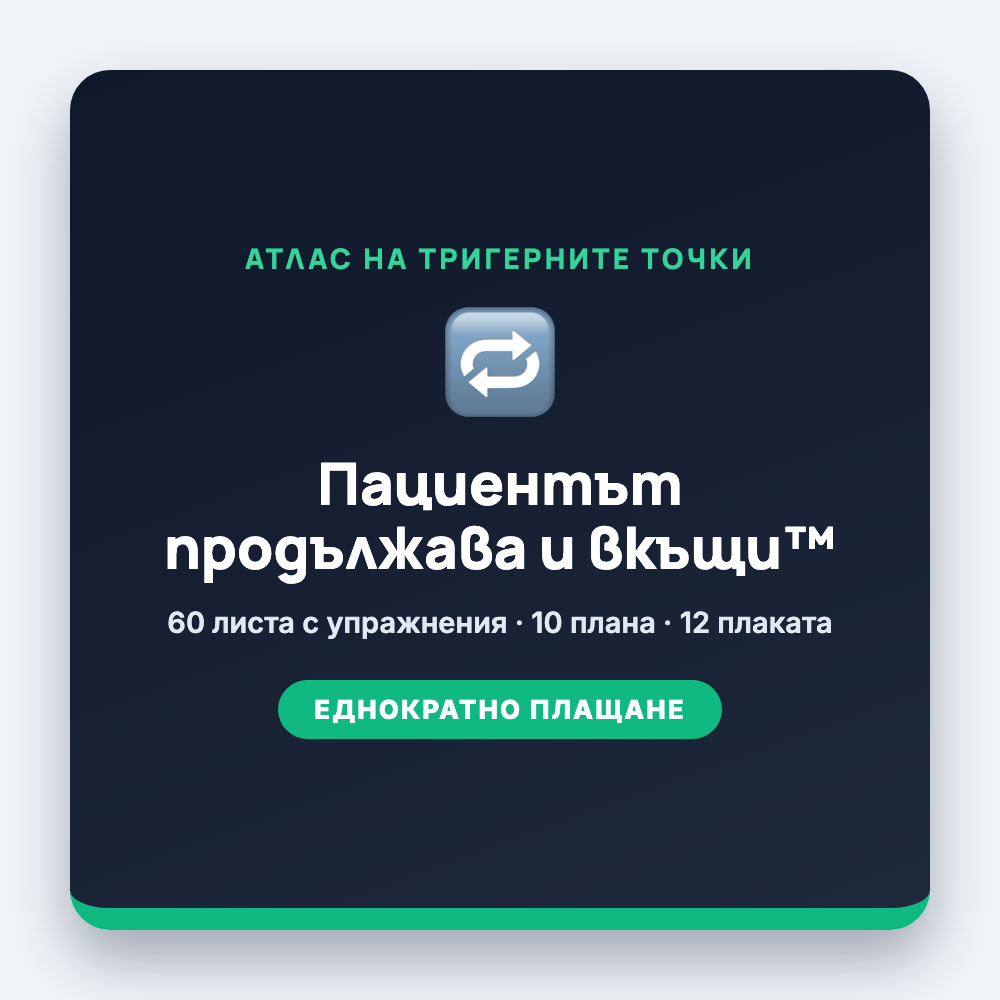 АТЛАС НА ТРИГЕРНИТЕ ТОЧКИ
Пациентът
продължава и вкъщи™
60 листа с упражнения · 10 плана · 12 плаката
ЕДНОКРАТНО ПЛАЩАНЕ